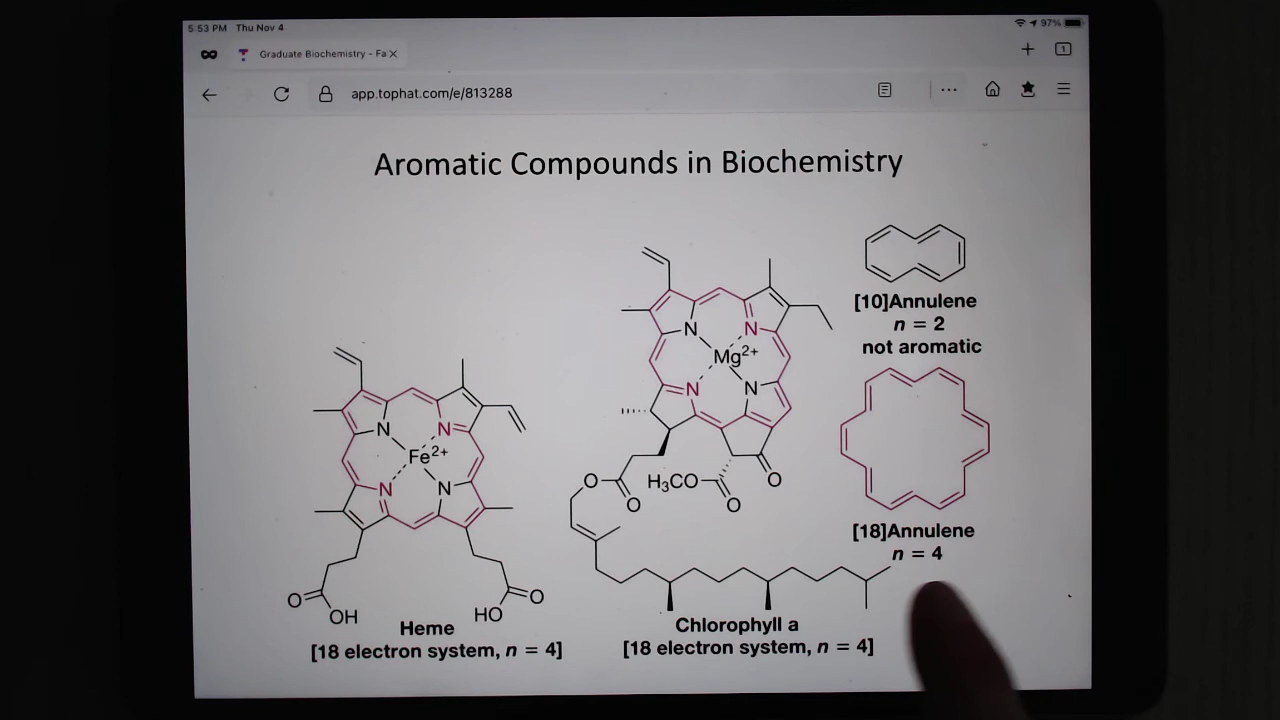 5:53 PM Thu Nov 4
97%
Graduate Biochemistry - Fa
1
app.tophat.com/e/813288
Aromatic Compounds in Biochemistry
[10]Annulene
n = 2
not aromatic
N
N
Mg2+
N
N
O
O
H3CO
O
O
[18]Annulene
n = 4
N
N
Fe2+
N
N
O
OH
HO
O
Heme
[18 electron system, n = 4]
Chlorophyll a
[18 electron system, n = 4]